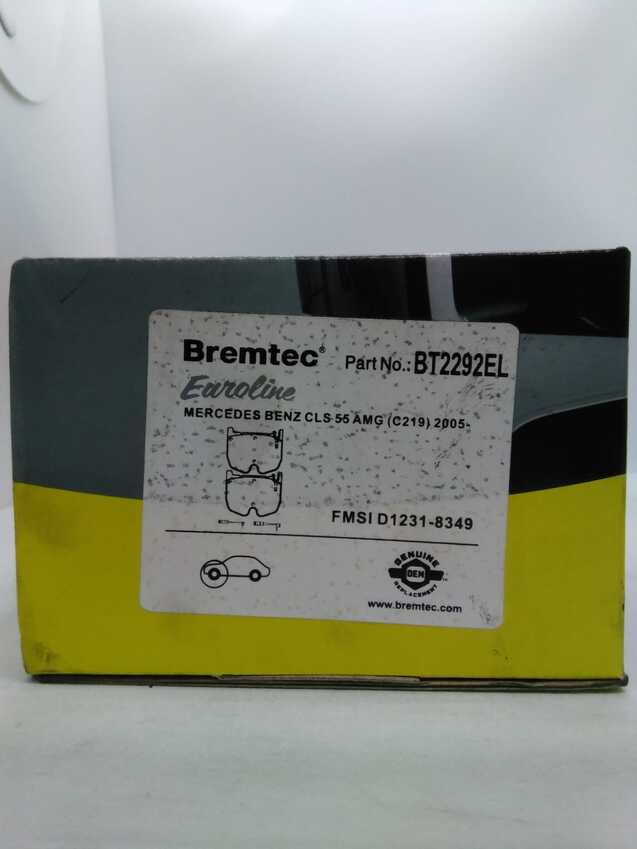 Bremtec® Part No.: BT2292EL
Euroline
MERCEDES BENZ CLS 55 AMG (C219) 2005-
FMSI D1231-8349
GENUINE
OEM
REPLACEMENT
www.bremtec.com